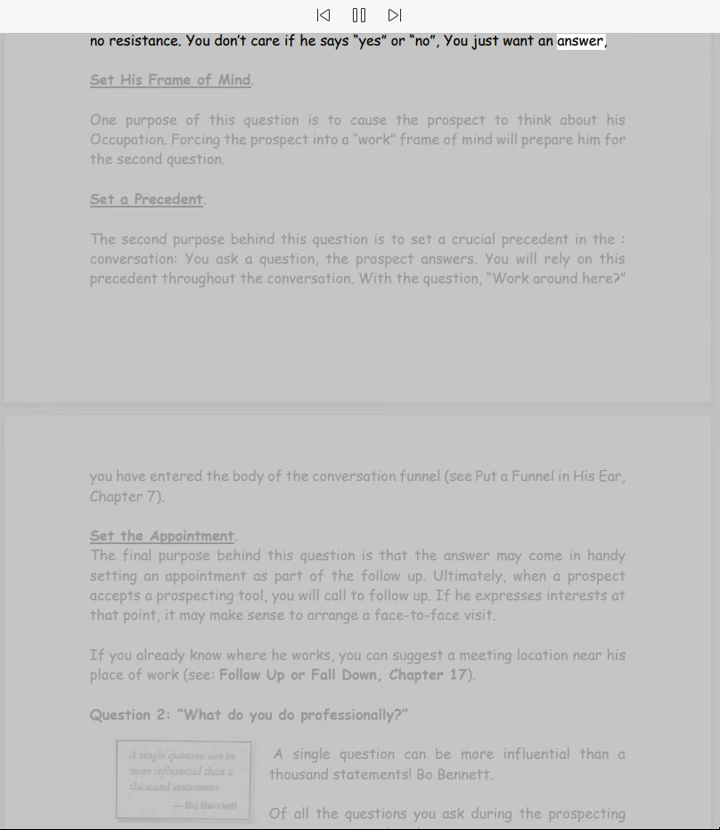 no resistance. You don't care if he says “yes” or “no”, You just want an answer,
Set His Frame of Mind.
One purpose of this question is to cause the prospect to think about his
Occupation. Forcing the prospect into a “work” frame of mind will prepare him for
the second question.
Set a Precedent.
The second purpose behind this question is to set a crucial precedent in the :
conversation: You ask a question, the prospect answers. You will rely on this
precedent throughout the conversation. With the question, “Work around here?”
you have entered the body of the conversation funnel (see Put a Funnel in His Ear,
Chapter 7).
Set the Appointment.
The final purpose behind this question is that the answer may come in handy
setting an appointment as part of the follow up. Ultimately, when a prospect
accepts a prospecting tool, you will call to follow up. If he expresses interests at
that point, it may make sense to arrange a face-to-face visit.
If you already know where he works, you can suggest a meeting location near his
place of work (see: Follow Up or Fall Down, Chapter 17).
Question 2: “What do you do professionally?”
A single question can be
more influential than a
thousand statements.
—Bo Bennett
A single question can be more influential than a
thousand statements! Bo Bennett.
Of all the questions you ask during the prospecting